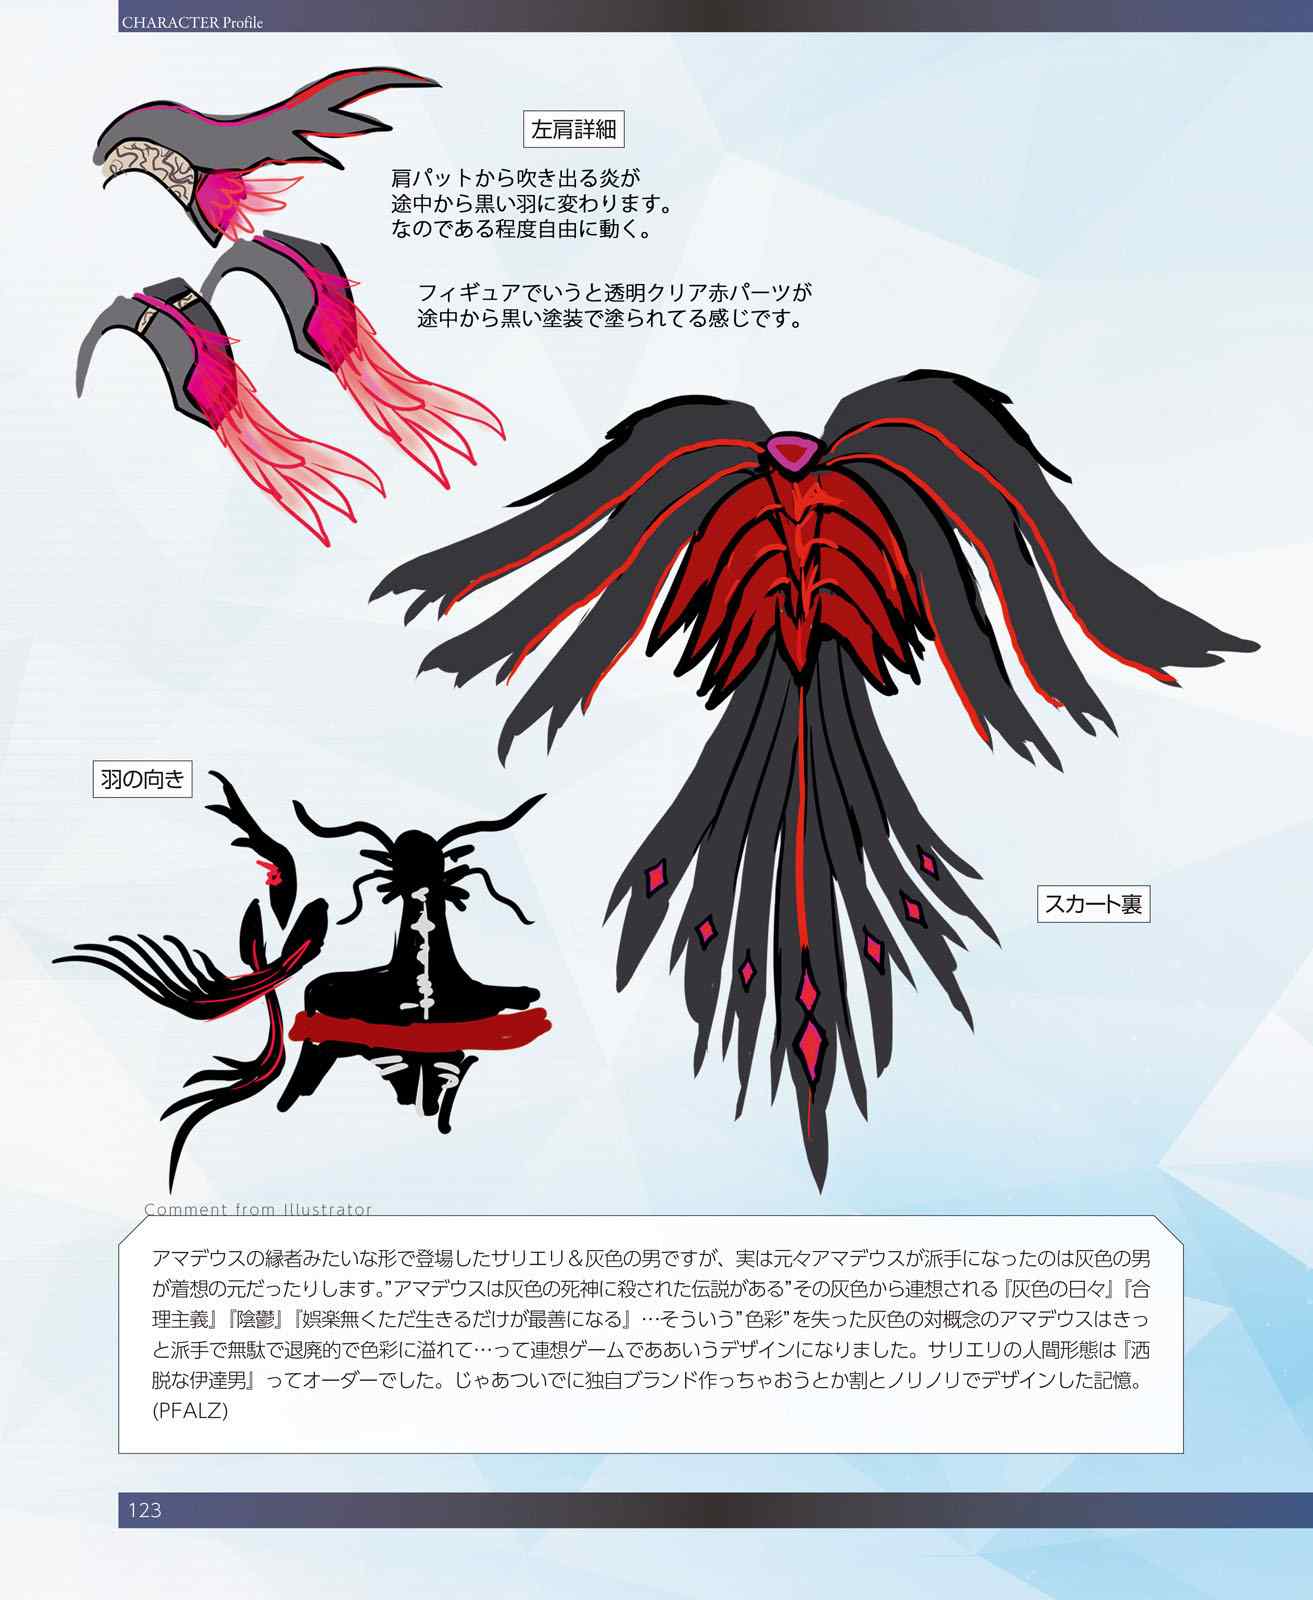 CHARACTER Profile
左肩詳細
肩パットから吹き出る炎が
途中から黒い羽に変わります。
なのである程度自由に動く。
フィギュアでいうと透明クリア赤パーツが
途中から黒い塗装で塗られてる感じです。
羽の向き
スカート裏
Comment from Illustrator
アマデウスの縁者みたいな形で登場したサリエリ＆灰色の男ですが、実は元々アマデウスが派手になったのは灰色の男
が着想の元だったりします。”アマデウスは灰色の死神に殺された伝説がある”その灰色から連想される『灰色の日々』『合
理主義』『陰鬱』『娯楽無くただ生きるだけが最善になる』…そういう”色彩”を失った灰色の対概念のアマデウスはきっ
と派手で無駄で退廃的で色彩に溢れて…って連想ゲームでああいうデザインになりました。サリエリの人間形態は『洒
脱な伊達男』ってオーダーでした。じゃあついでに独自ブランド作っちゃおうとか割とノリノリでデザインした記憶。
(PFALZ)
123